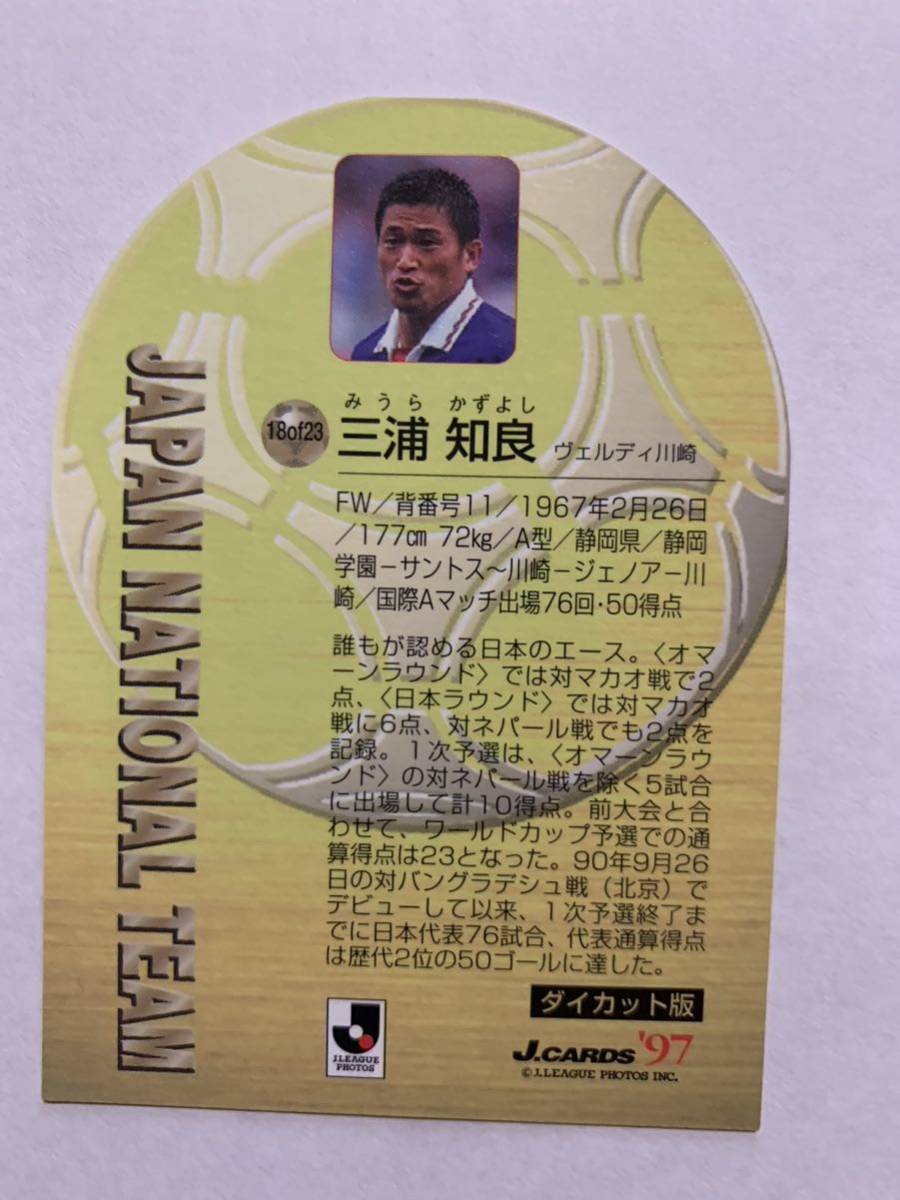 JAPAN NATIONAL TEAM
18of23
みうら かずよし
三浦 知良 ヴェルディ川崎
FW／背番号11／1967年2月26日
／177㎝ 72㎏／A型／静岡県／静岡
学園－サントス～川崎－ジェノアー川
崎／国際Aマッチ出場76回・50得点
誰もが認める日本のエース。〈オマ
ーンラウンド〉では対マカオ戦で2
点、〈日本ラウンド〉では対マカオ
戦に6点、対ネパール戦でも2点を
記録。1次予選は、〈オマーンラウ
ンド〉の対ネパール戦を除く5試合
に出場して計10得点。前大会と合
わせて、ワールドカップ予選での通
算得点は23となった。90年9月26
日の対バングラデシュ戦（北京）で
デビューして以来、1次予選終了ま
でに日本代表76試合、代表通算得点
は歴代2位の50ゴールに達した。
ダイカット版
J.LEAGUE
PHOTOS
J.CARDS '97
©J.LEAGUE PHOTOS INC.